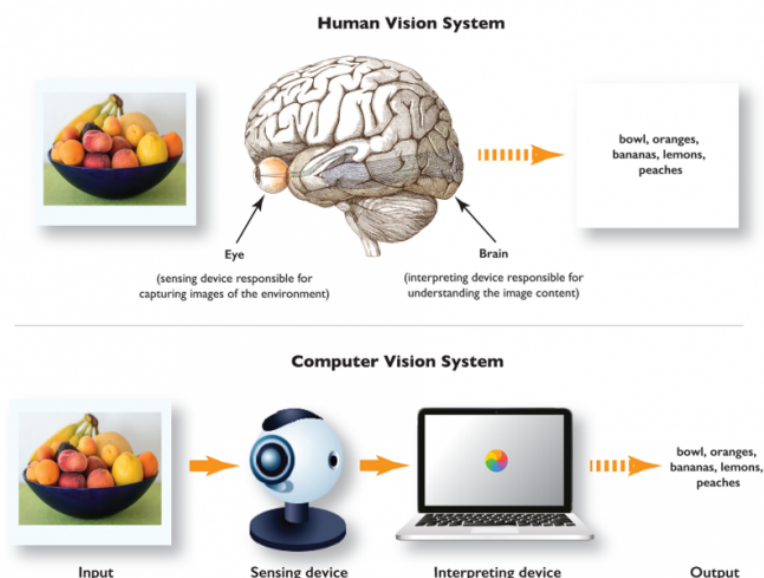 Human Vision System
bowl, oranges,
bananas, lemons,
peaches
Eye
(sensing device responsible for
capturing images of the environment)
Brain
(interpreting device responsible for
understanding the image content)
Computer Vision System
bowl, oranges,
bananas, lemons,
peaches
Input
Sensing device
Interpreting device
Output